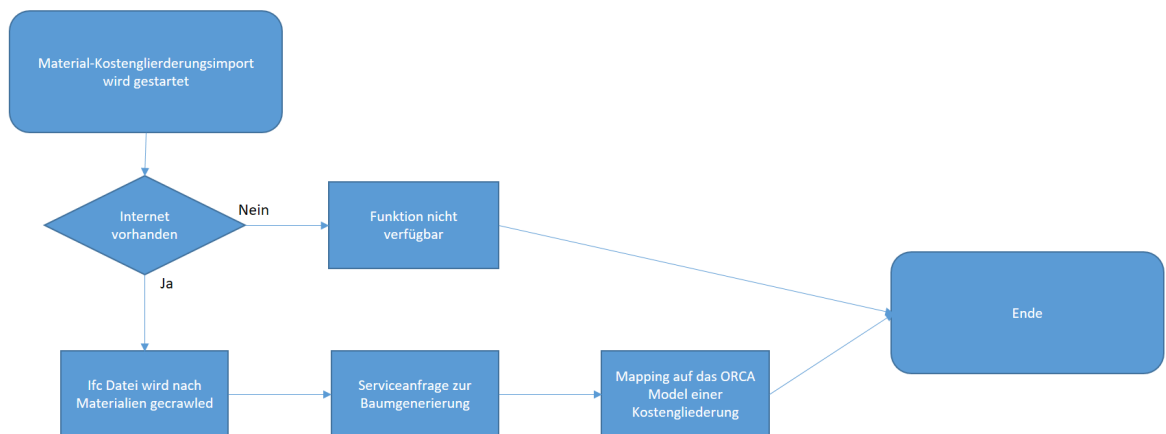 Material-Kostenglierderungsimport
wird gestartet
Internet
vorhanden
Nein
Funktion nicht
verfügbar
Ja
Ende
Ifc Datei wird nach
Materialien gecrawled
Serviceanfrage zur
Baumgenerierung
Mapping auf das ORCA
Model einer
Kostengliederung